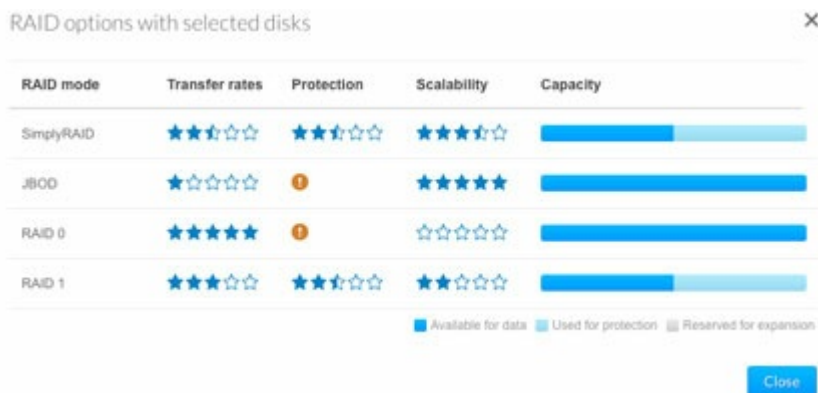 RAID options with selected disks
RAID mode Transfer rates Protection Scalability Capacity
SimplyRAID
JBOD
RAID 0
RAID 1
Available for data Used for protection Reserved for expansion
Close